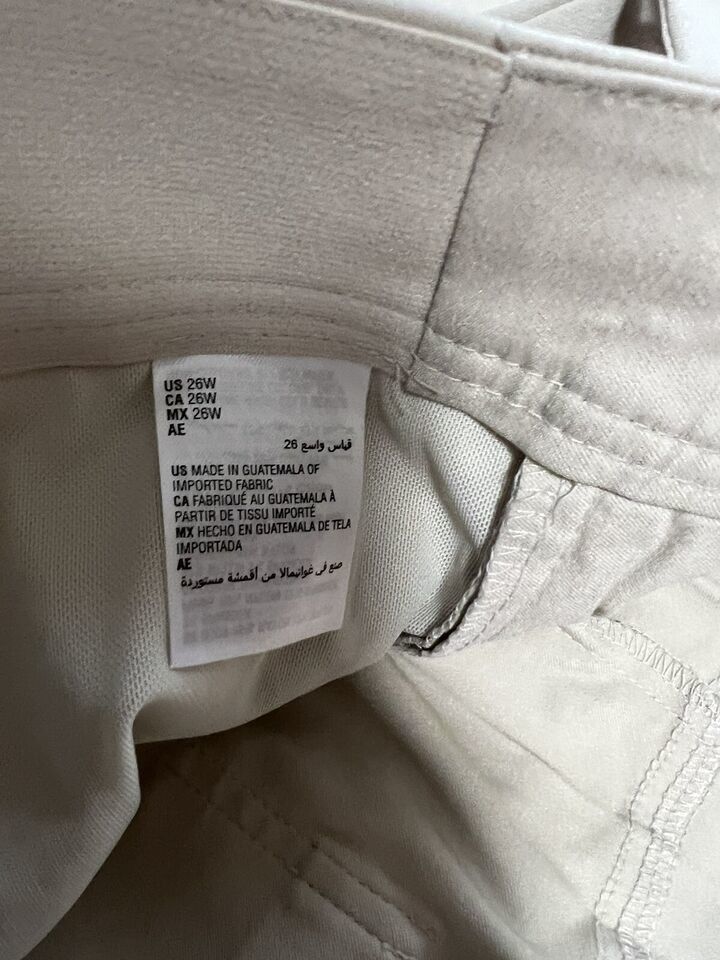 US 26W
CA 26W
MX 26W
AE
قياس واسع 26
US MADE IN GUATEMALA OF
IMPORTED FABRIC
CA FABRIQUÉ AU GUATEMALA À
PARTIR DE TISSU IMPORTÉ
MX HECHO EN GUATEMALA DE TELA
IMPORTADA
AE
صنع في غواتيمالا من أقمشة مستوردة